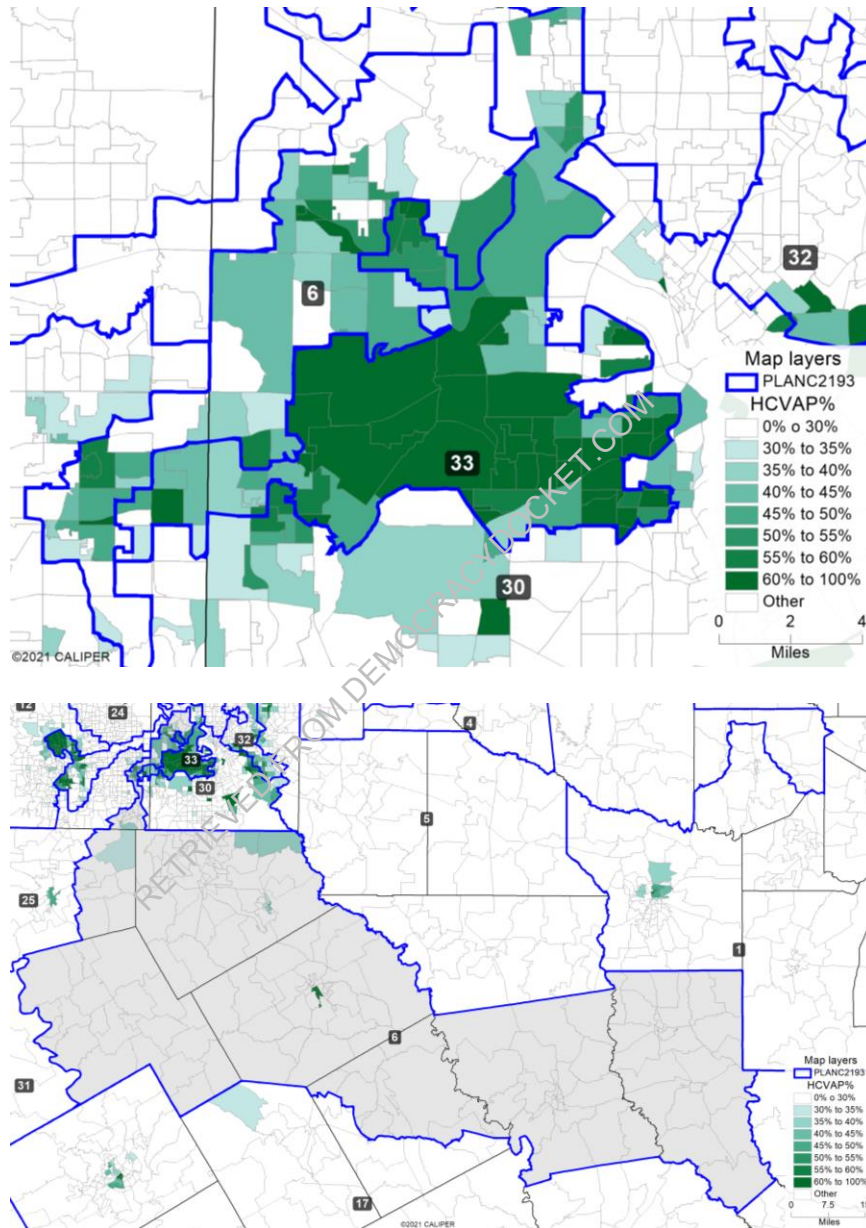 6
32
33
30
Map layers
PLANC2193
HCVAP%
0% o 30%
30% to 35%
35% to 40%
40% to 45%
45% to 50%
50% to 55%
55% to 60%
60% to 100%
Other
0 2 4
Miles
©2021 CALIPER
RETRIEVED FROM DEMOCRACYDOCKET.COM
12
24
4
32
33
30
5
25
1
6
31
17
Map layers
PLANC2193
HCVAP%
0% o 30%
30% to 35%
35% to 40%
40% to 45%
45% to 50%
50% to 55%
55% to 60%
60% to 100%
Other
0 7.5
Miles
©2021 CALIPER